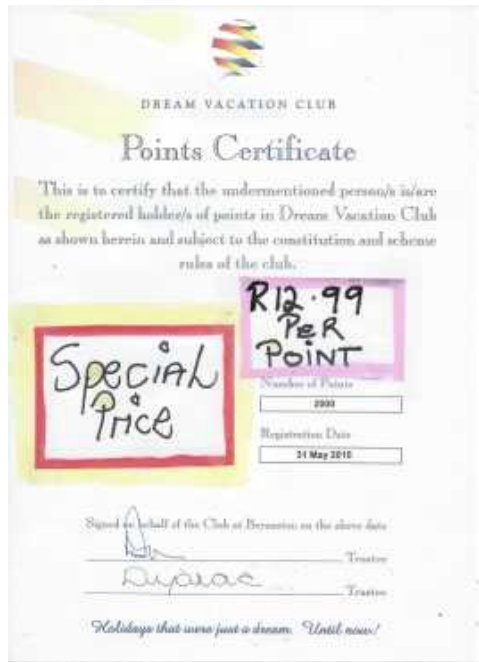 DREAM VACATION CLUB
Points Certificate
This is to certify that the undermentioned person/s is/are
the registered holder/s of points in Dream Vacation Club
as shown herein and subject to the constitution and scheme
rules of the club.
R12.99
PeR
POINT
SPeCiAL
PriCe
Number of Points
2000
Registration Date
31 May 2010
Signed on behalf of the Club at Bryanston on the above date
Trustee
Trustee
Holidays that were just a dream. Until now!